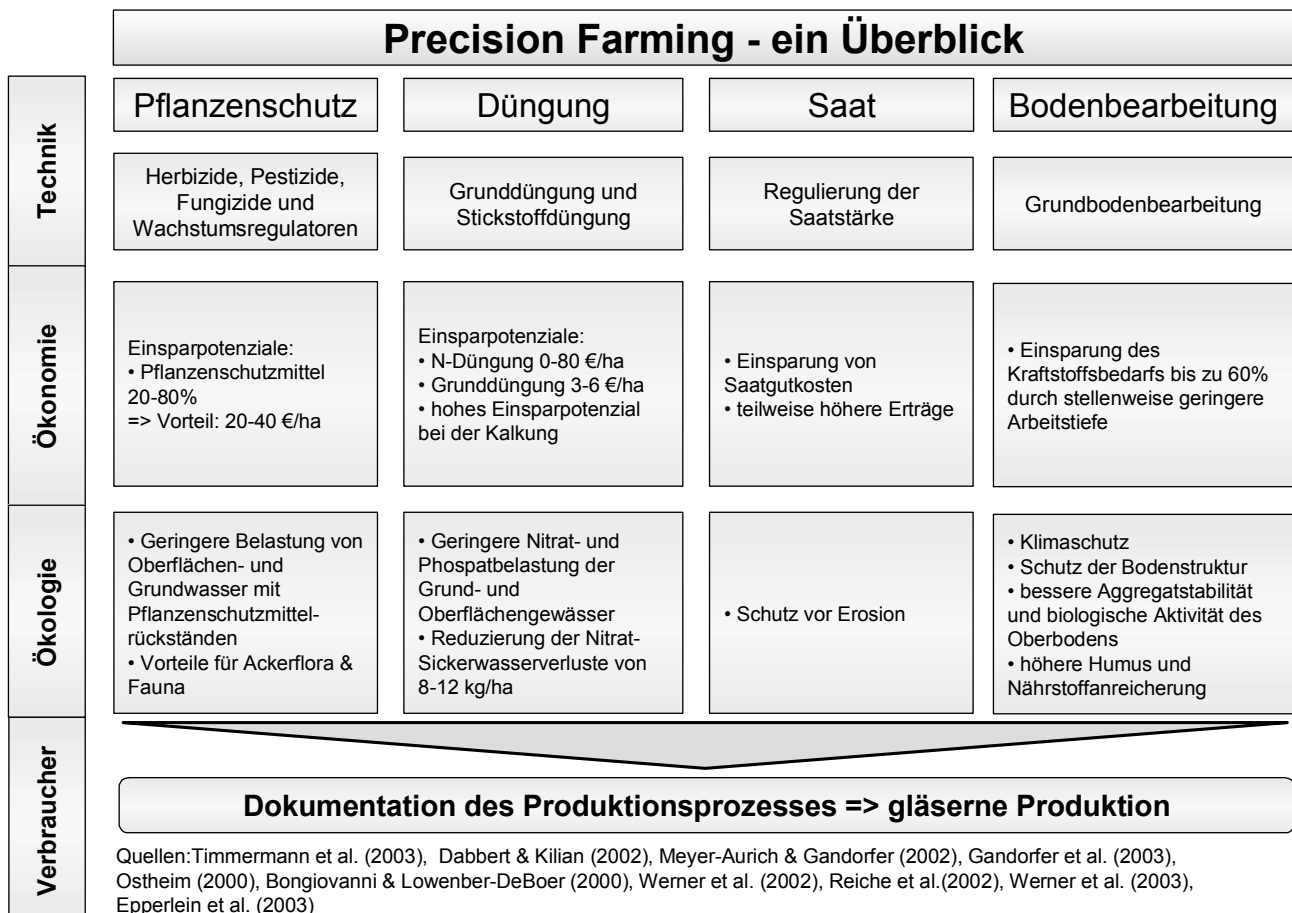 Precision Farming - ein Überblick
Technik
Pflanzenschutz
Düngung
Saat
Bodenbearbeitung
Herbizide, Pestizide,
Fungizide und
Wachstumsregulatoren
Grunddüngung und
Stickstoffdüngung
Regulierung der
Saatstärke
Grundbodenbearbeitung
Ökonomie
Einsparpotenziale:
• Pflanzenschutzmittel
20-80%
=> Vorteil: 20-40 €/ha
Einsparpotenziale:
• N-Düngung 0-80 €/ha
• Grunddüngung 3-6 €/ha
• hohes Einsparpotenzial
bei der Kalkung
• Einsparung von
Saatgutkosten
• teilweise höhere Erträge
• Einsparung des
Kraftstoffsbedarfs bis zu 60%
durch stellenweise geringere
Arbeitstiefe
Ökologie
• Geringere Belastung von
Oberflächen- und
Grundwasser mit
Pflanzenschutzmittel-
rückständen
• Vorteile für Ackerflora &
Fauna
• Geringere Nitrat- und
Phospatbelastung der
Grund- und
Oberflächengewässer
• Reduzierung der Nitrat-
Sickerwasserverluste von
8-12 kg/ha
• Schutz vor Erosion
• Klimaschutz
• Schutz der Bodenstruktur
• bessere Aggregatstabilität
und biologische Aktivität des
Oberbodens
• höhere Humus und
Nährstoffanreicherung
Verbraucher
Dokumentation des Produktionsprozesses => gläserne Produktion
Quellen:Timmermann et al. (2003), Dabbert & Kilian (2002), Meyer-Aurich & Gandorfer (2002), Gandorfer et al. (2003),
Ostheim (2000), Bongiovanni & Lowenber-DeBoer (2000), Werner et al. (2002), Reiche et al.(2002), Werner et al. (2003),
Epperlein et al. (2003)